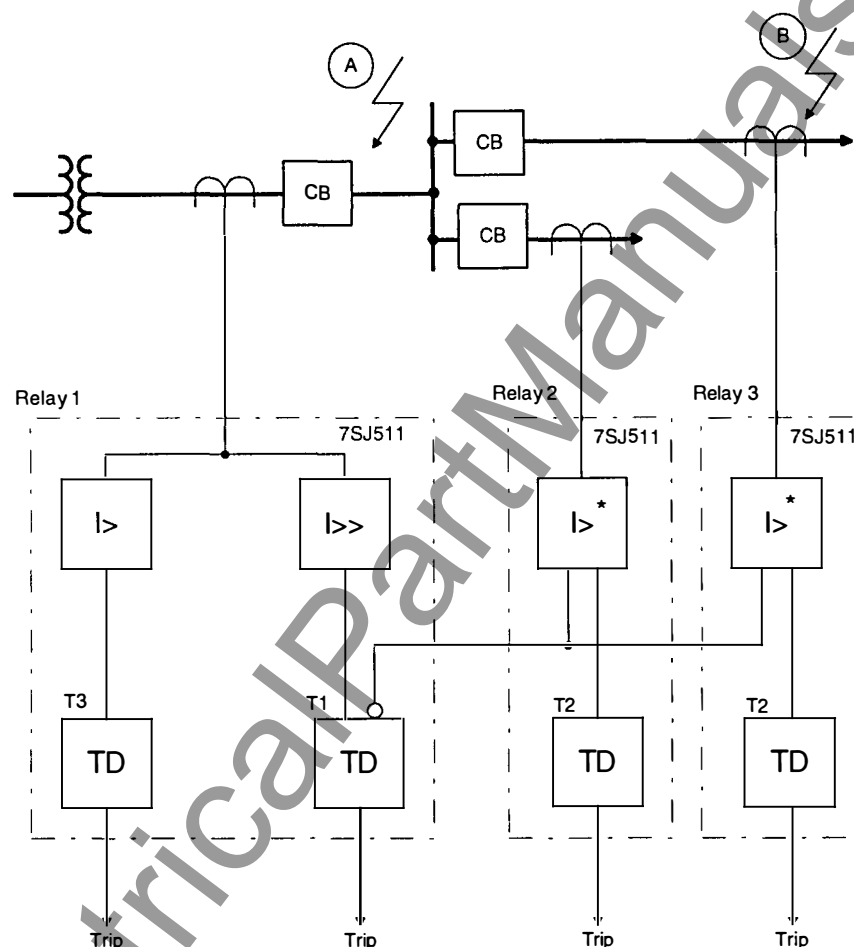 A
B
CB
CB
CB
Relay 1
Relay 2
Relay 3
7SJ511
7SJ511
7SJ511
I>
I>>
I>*
I>*
T3
T1
T2
T2
TD
TD
TD
TD
Trip
Trip
Trip
Trip
tricalPartManuals